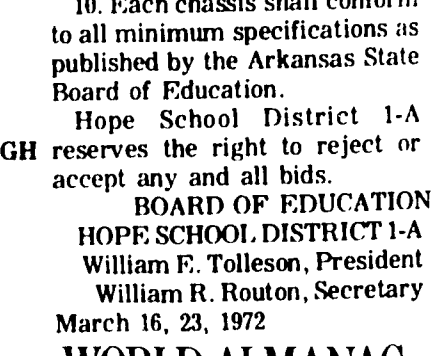 10. Each chassis shall conform
to all minimum specifications as
published by the Arkansas State
Board of Education.
Hope School District 1-A
GH reserves the right to reject or
accept any and all bids.
BOARD OF EDUCATION
HOPE SCHOOL DISTRICT 1-A
William E. Tolleson, President
William R. Routon, Secretary
March 16, 23, 1972
WORLD ALMANAC